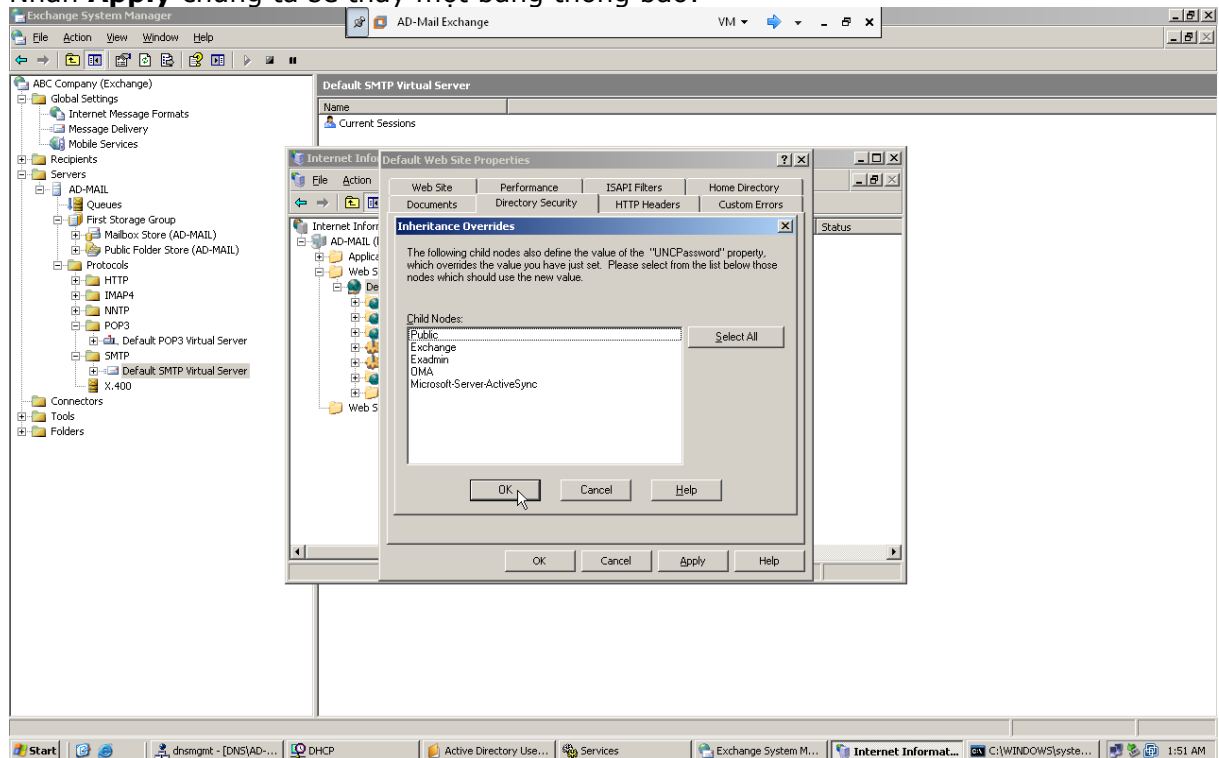 Nhấn Apply chúng ta sẽ thấy một bảng thông báo:
Exchange System Manager
AD-Mail Exchange
VM
File Action View Window Help
ABC Company (Exchange)
Global Settings
Internet Message Formats
Message Delivery
Mobile Services
Recipients
Servers
AD-MAIL
Queues
First Storage Group
Mailbox Store (AD-MAIL)
Public Folder Store (AD-MAIL)
Protocols
HTTP
IMAP4
NNTP
POP3
Default POP3 Virtual Server
SMTP
Default SMTP Virtual Server
X.400
Connectors
Tools
Folders
Default SMTP Virtual Server
Name
Current Sessions
Internet Infor
File Action
Internet Inforr
AD-MAIL (l
Applica
Web S
De
Web S
Status
Default Web Site Properties
Web Site Performance ISAPI Filters Home Directory
Documents Directory Security HTTP Headers Custom Errors
Inheritance Overrides
The following child nodes also define the value of the "UNCPassword" property,
which overrides the value you have just set. Please select from the list below those
nodes which should use the new value.
Child Nodes:
Public
Exchange
Exadmin
OMA
Microsoft-Server-ActiveSync
Select All
OK Cancel Help
OK Cancel Apply Help
Start dnsmgmt - [DNS\AD-... DHCP Active Directory Use... Services Exchange System M... Internet Informat... C:\WINDOWS\syste... 1:51 AM